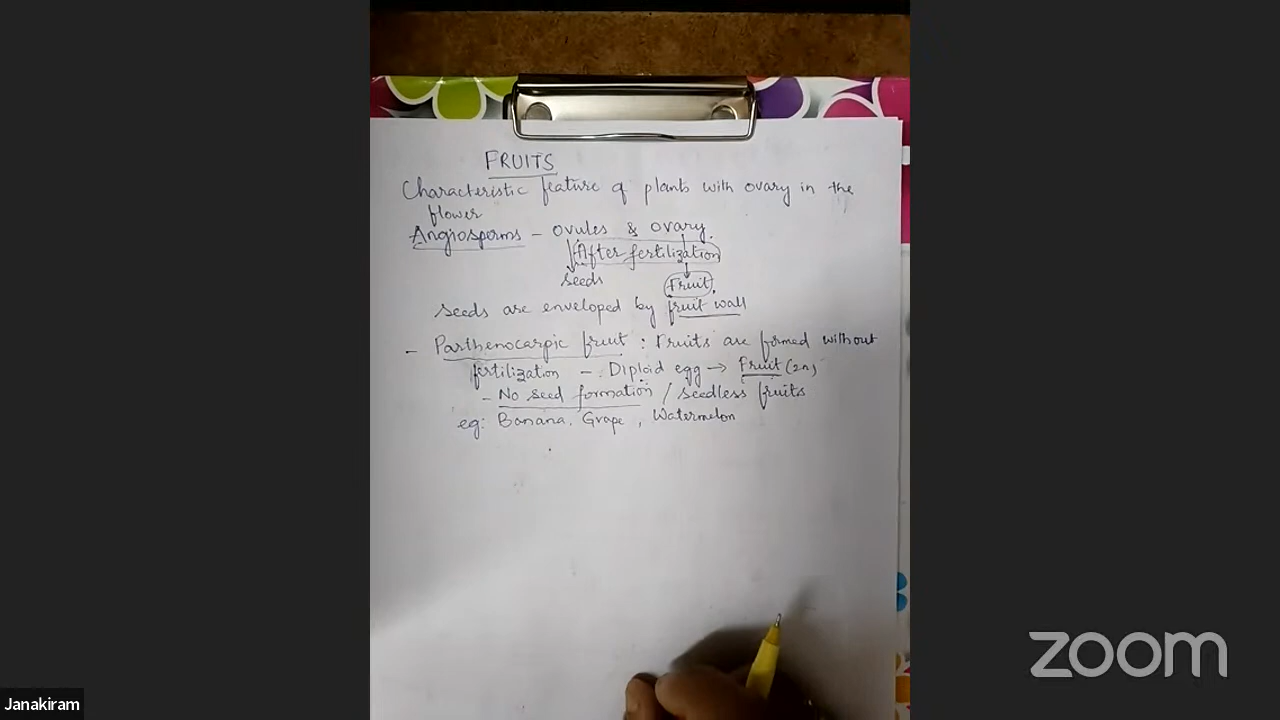 FRUITS
Characteristic feature of plants with ovary in the
flower
Angiosperms – ovules & ovary.
After fertilization
seeds Fruit.
seeds are enveloped by fruit wall
- Parthenocarpic fruit : Fruits are formed without
fertilization - Diploid egg → Fruit (2n)
- No seed formation / seedless fruits
eg: Banana, Grape, Watermelon
zoom
Janakiram